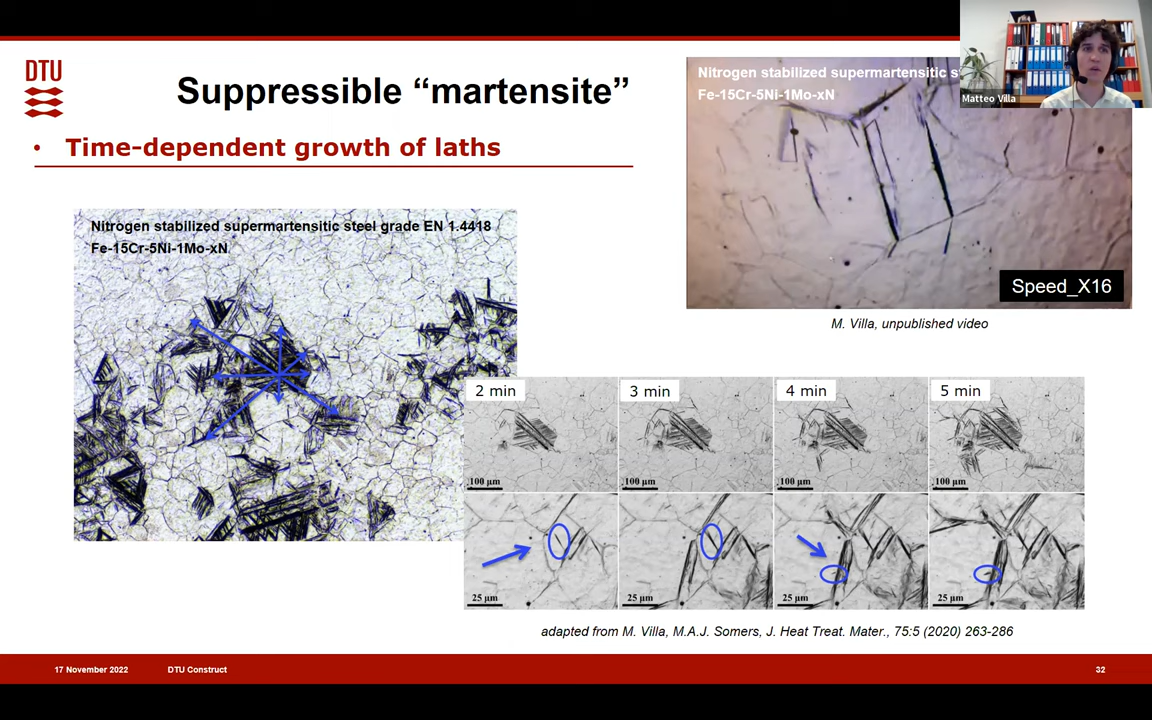 DTU
Suppressible “martensite”
• Time-dependent growth of laths
Nitrogen stabilized supermartensitic steel grade EN 1.4418
Fe-15Cr-5Ni-1Mo-xN
Nitrogen stabilized supermartensitic
Fe-15Cr-5Ni-1Mo-xN
Matteo Villa
Speed_X16
M. Villa, unpublished video
2 min
3 min
4 min
5 min
100 µm
100 µm
100 µm
100 µm
25 µm
25 µm
25 µm
25 µm
adapted from M. Villa, M.A.J. Somers, J. Heat Treat. Mater., 75:5 (2020) 263-286
17 November 2022
DTU Construct
32